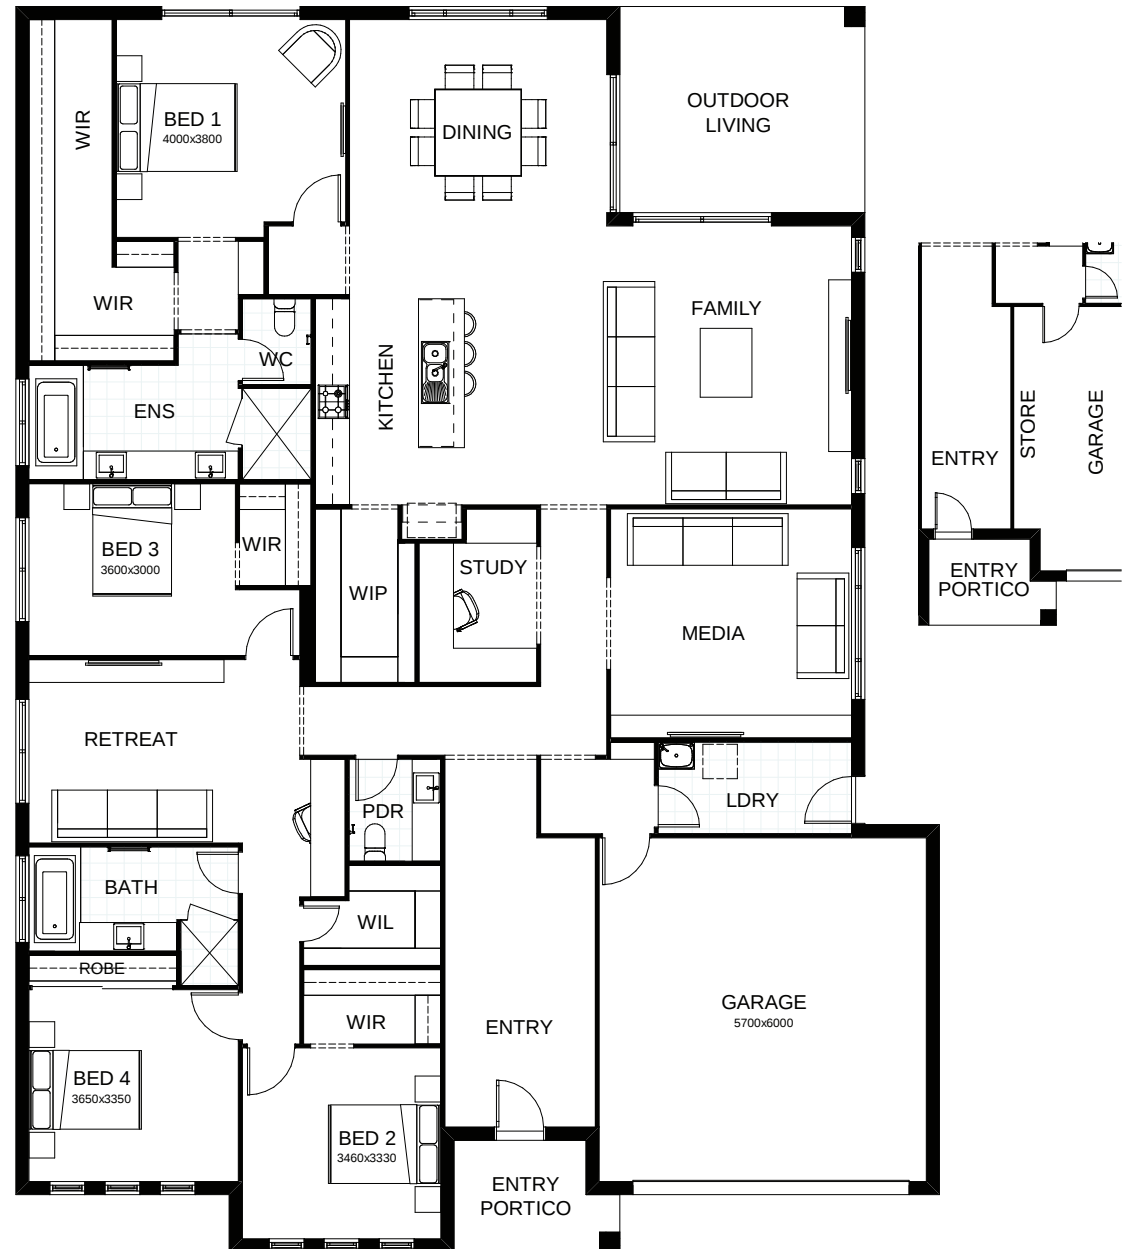 WIR
BED 1
4000x3800
DINING
OUTDOOR
LIVING
WIR
WC
KITCHEN
FAMILY
ENS
BED 3
3600x3000
WIR
WIP
STUDY
MEDIA
RETREAT
PDR
LDRY
BATH
WIL
ROBE
WIR
ENTRY
GARAGE
5700x6000
BED 4
3650x3350
BED 2
3460x3330
ENTRY
PORTICO
ENTRY
STORE
GARAGE
ENTRY
PORTICO